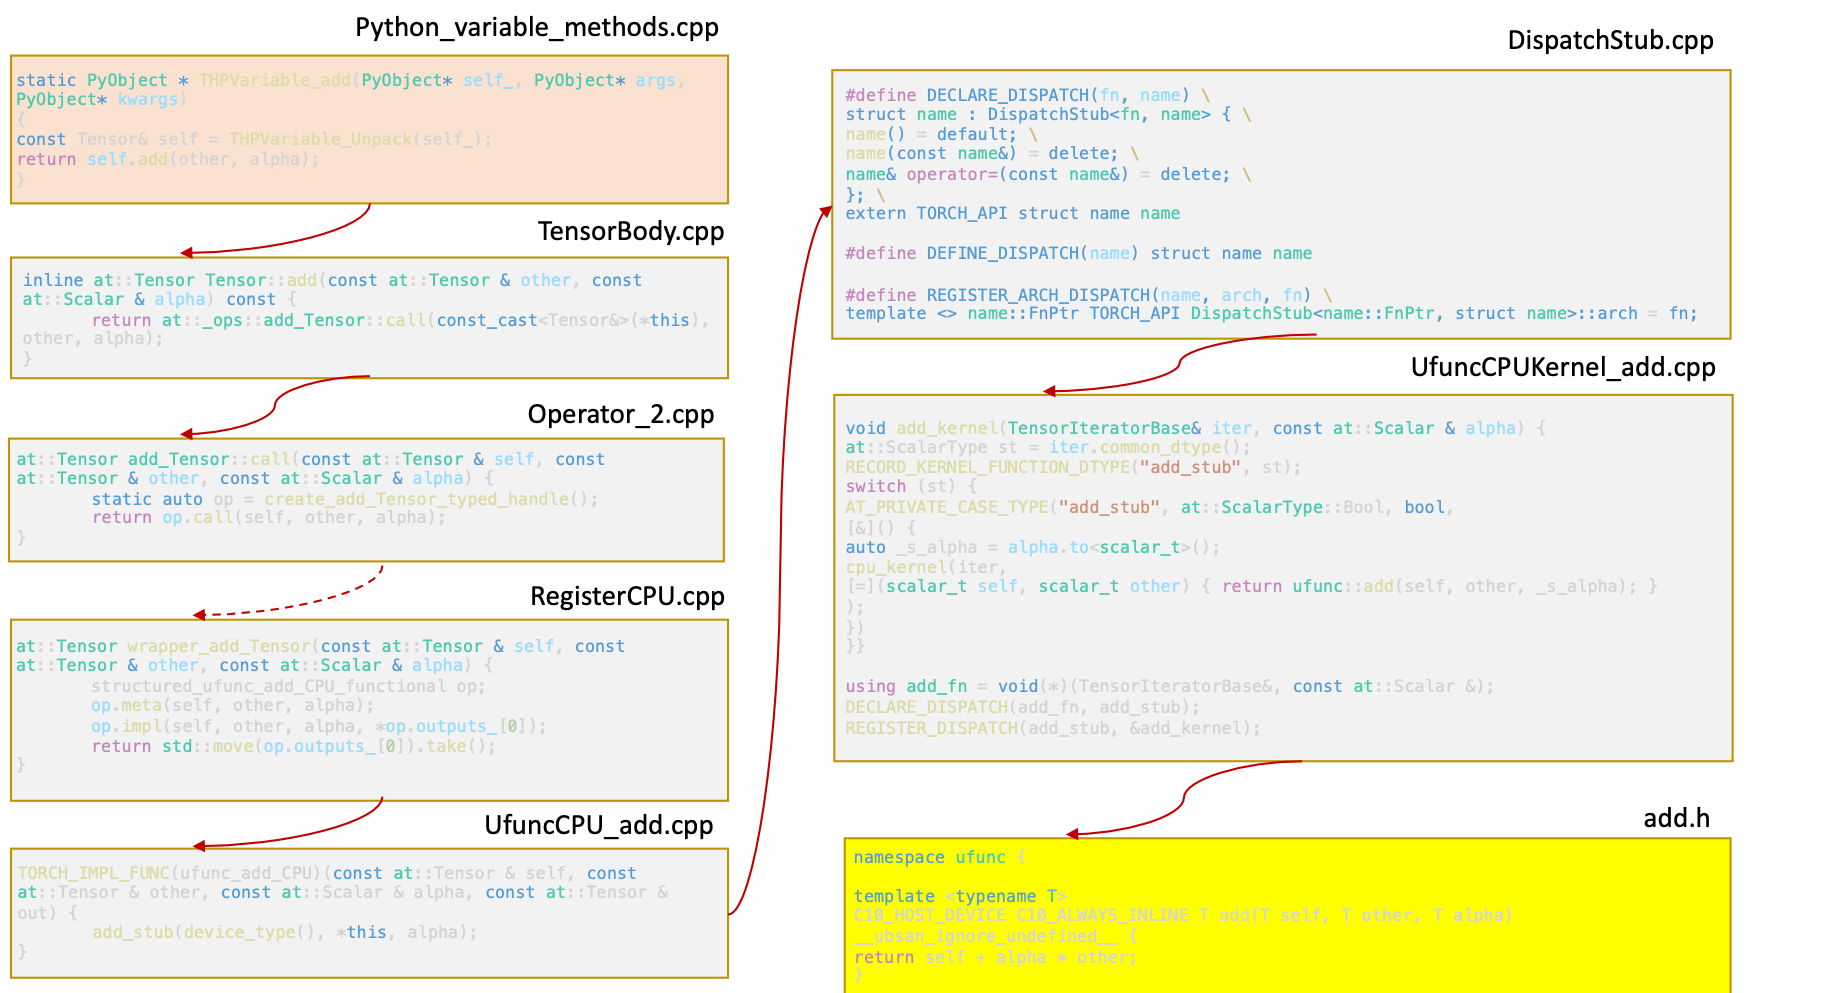 Python_variable_methods.cpp
static PyObject * THPVariable_add(PyObject* self_, PyObject* args,
PyObject* kwargs)
{
const Tensor& self = THPVariable_Unpack(self_);
return self.add(other, alpha);
}
TensorBody.cpp
inline at::Tensor Tensor::add(const at::Tensor & other, const
at::Scalar & alpha) const {
return at::_ops::add_Tensor::call(const_cast<Tensor&>(*this),
other, alpha);
}
Operator_2.cpp
at::Tensor add_Tensor::call(const at::Tensor & self, const
at::Tensor & other, const at::Scalar & alpha) {
static auto op = create_add_Tensor_typed_handle();
return op.call(self, other, alpha);
}
RegisterCPU.cpp
at::Tensor wrapper_add_Tensor(const at::Tensor & self, const
at::Tensor & other, const at::Scalar & alpha) {
structured_ufunc_add_CPU_functional op;
op.meta(self, other, alpha);
op.impl(self, other, alpha, *op.outputs_[0]);
return std::move(op.outputs_[0]).take();
}
UfuncCPU_add.cpp
TORCH_IMPL_FUNC(ufunc_add_CPU)(const at::Tensor & self, const
at::Tensor & other, const at::Scalar & alpha, const at::Tensor &
out) {
add_stub(device_type(), *this, alpha);
}
DispatchStub.cpp
#define DECLARE_DISPATCH(fn, name) \
struct name : DispatchStub<fn, name> { \
name() = default; \
name(const name&) = delete; \
name& operator=(const name&) = delete; \
}; \
extern TORCH_API struct name name
#define DEFINE_DISPATCH(name) struct name name
#define REGISTER_ARCH_DISPATCH(name, arch, fn) \
template <> name::FnPtr TORCH_API DispatchStub<name::FnPtr, struct name>::arch = fn;
UfuncCPUKernel_add.cpp
void add_kernel(TensorIteratorBase& iter, const at::Scalar & alpha) {
at::ScalarType st = iter.common_dtype();
RECORD_KERNEL_FUNCTION_DTYPE("add_stub", st);
switch (st) {
AT_PRIVATE_CASE_TYPE("add_stub", at::ScalarType::Bool, bool,
[&]() {
auto _s_alpha = alpha.to<scalar_t>();
cpu_kernel(iter,
[=](scalar_t self, scalar_t other) { return ufunc::add(self, other, _s_alpha); }
);
})
}}
using add_fn = void(*)(TensorIteratorBase&, const at::Scalar &);
DECLARE_DISPATCH(add_fn, add_stub);
REGISTER_DISPATCH(add_stub, &add_kernel);
add.h
namespace ufunc {
template <typename T>
C10_HOST_DEVICE C10_ALWAYS_INLINE T add(T self, T other, T alpha)
__ubsan_ignore_undefined__ {
return self + alpha * other;
}